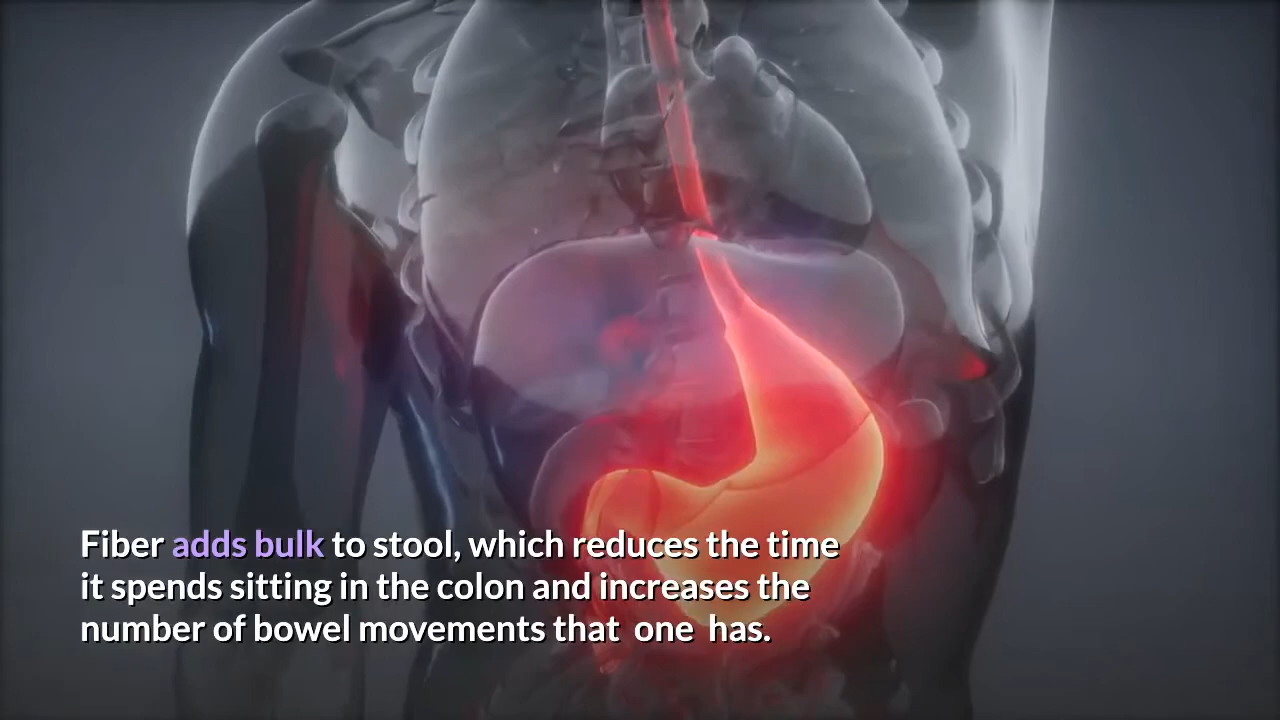 Fiber adds bulk to stool, which reduces the time
it spends sitting in the colon and increases the
number of bowel movements that one has.